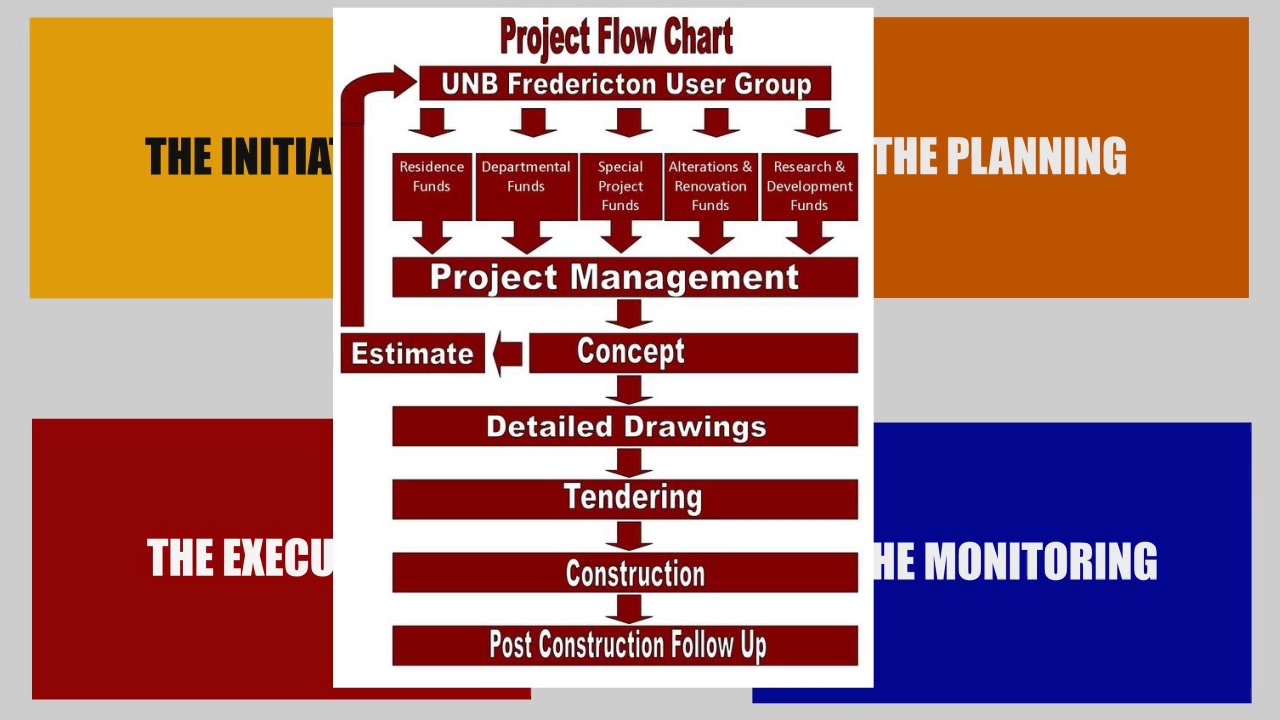 Project Flow Chart
UNB Fredericton User Group
THE INITIA
THE PLANNING
Residence
Funds
Departmental
Funds
Special
Project
Funds
Alterations &
Renovation
Funds
Research &
Development
Funds
Project Management
Estimate
Concept
Detailed Drawings
Tendering
THE EXECU
HE MONITORING
Construction
Post Construction Follow Up